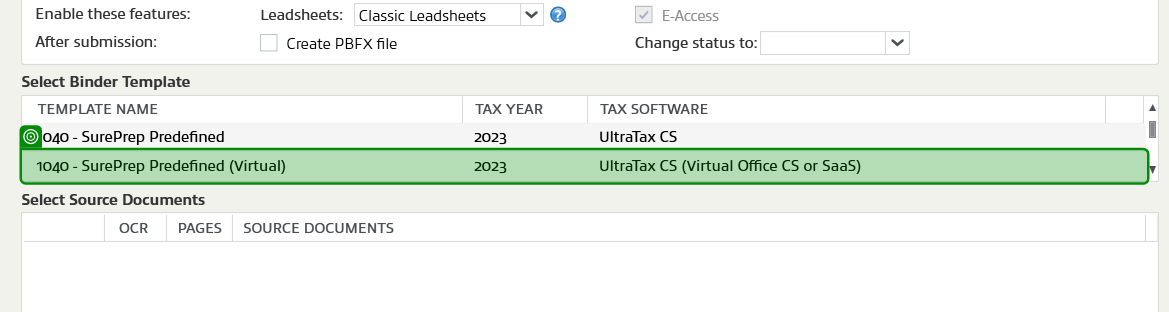 Enable these features: Leadsheets: Classic Leadsheets ? E-Access
After submission: Create PBFX file Change status to:
Select Binder Template
TEMPLATE NAME TAX YEAR TAX SOFTWARE
040 - SurePrep Predefined 2023 UltraTax CS
1040 - SurePrep Predefined (Virtual) 2023 UltraTax CS (Virtual Office CS or SaaS)
Select Source Documents
OCR PAGES SOURCE DOCUMENTS